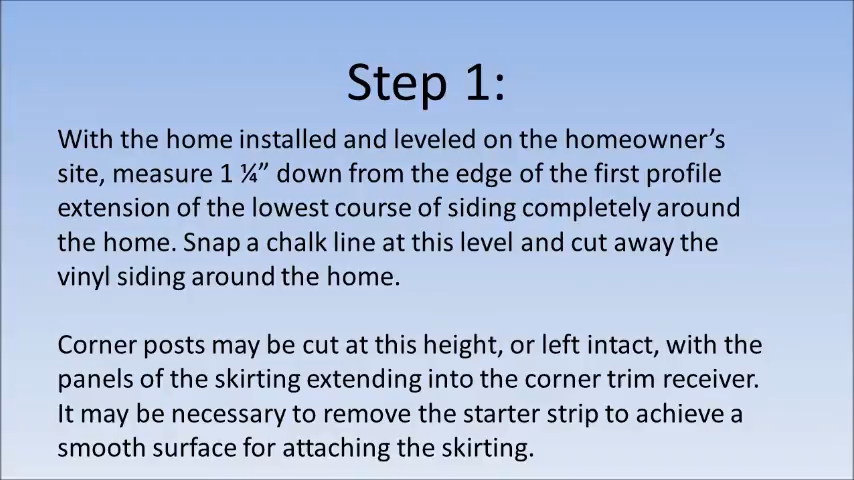 Step 1:
With the home installed and leveled on the homeowner’s
site, measure 1 ¼” down from the edge of the first profile
extension of the lowest course of siding completely around
the home. Snap a chalk line at this level and cut away the
vinyl siding around the home.
Corner posts may be cut at this height, or left intact, with the
panels of the skirting extending into the corner trim receiver.
It may be necessary to remove the starter strip to achieve a
smooth surface for attaching the skirting.